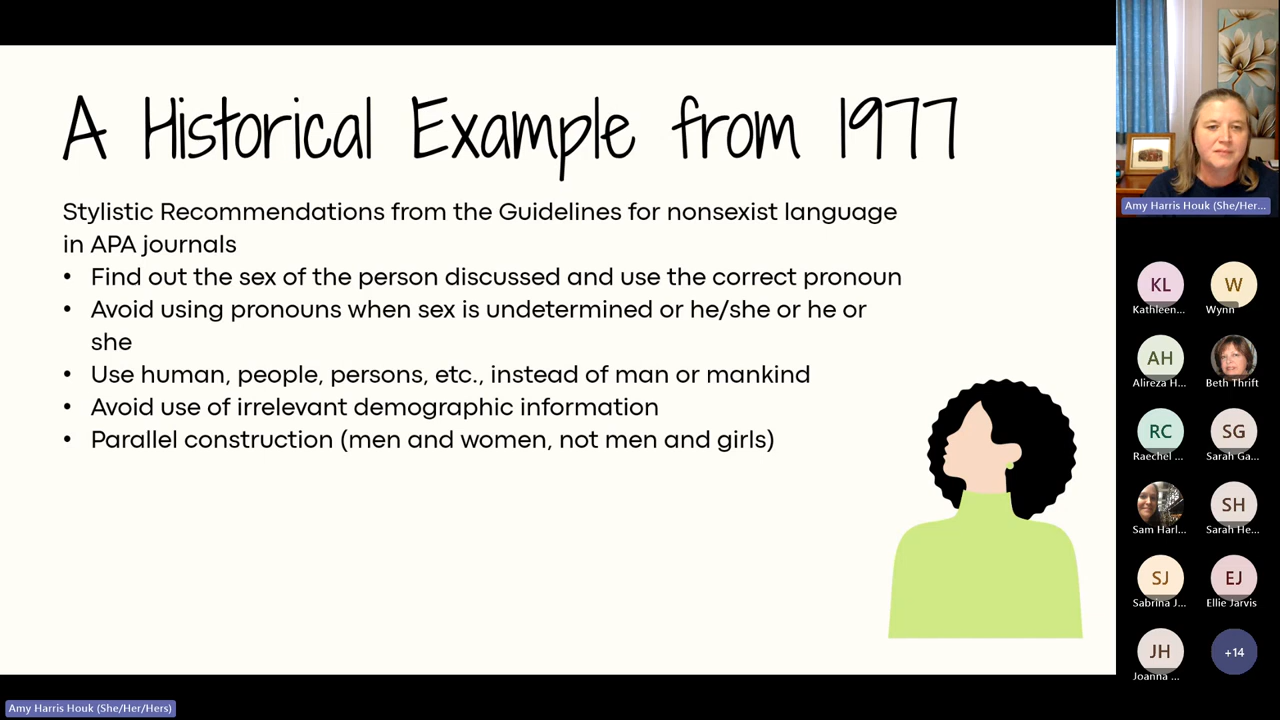 A Historical Example from 1977
Stylistic Recommendations from the Guidelines for nonsexist language
in APA journals
• Find out the sex of the person discussed and use the correct pronoun
• Avoid using pronouns when sex is undetermined or he/she or he or
she
• Use human, people, persons, etc., instead of man or mankind
• Avoid use of irrelevant demographic information
• Parallel construction (men and women, not men and girls)
Amy Harris Houk (She/Her/Hers)
Amy Harris Houk (She/Her...
KL
W
Kathleen...
Wynn
AH
Alireza H...
Beth Thrift
RC
SG
Raechel ...
Sarah Ga...
SH
Sam Harl...
Sarah He...
SJ
EJ
Sabrina J...
Ellie Jarvis
JH
+14
Joanna ...